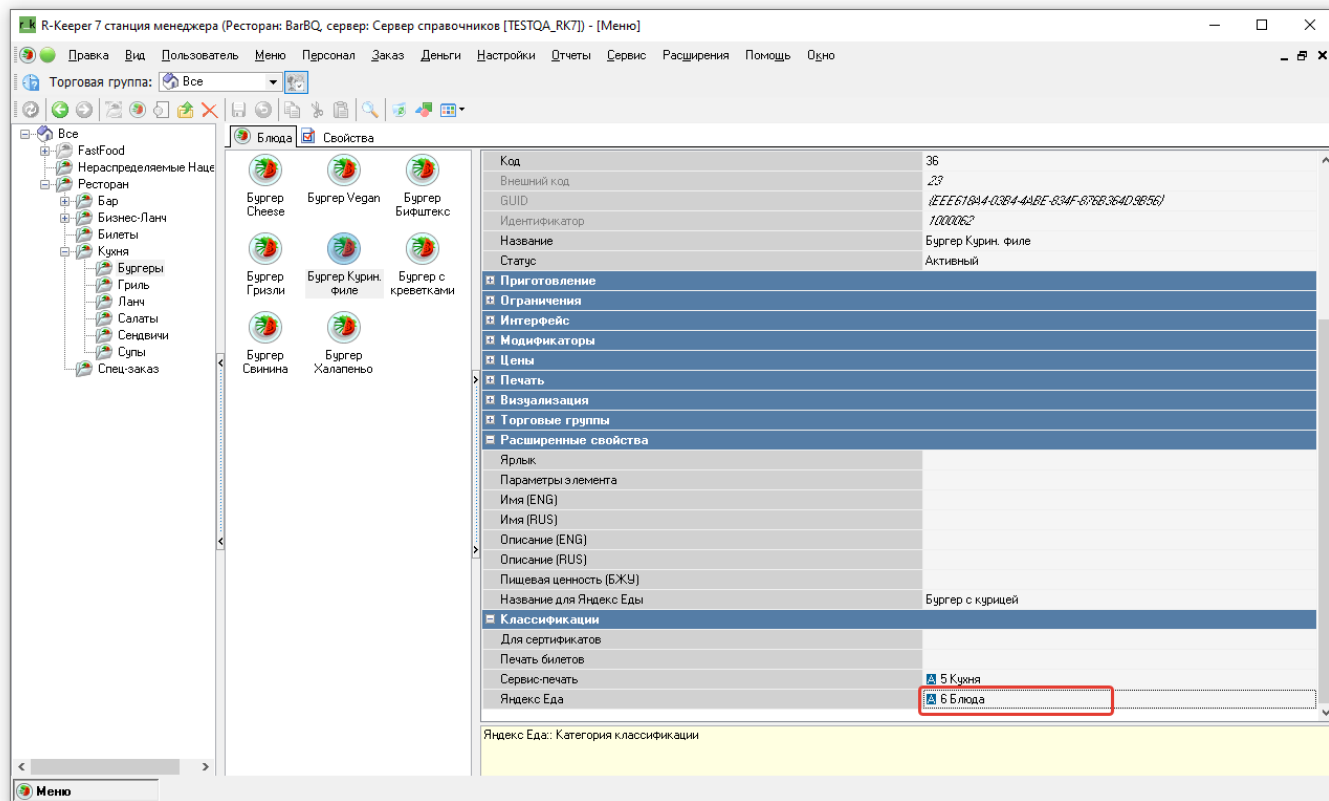 R-Keeper 7 станция менеджера (Ресторан: BarBQ, сервер: Сервер справочников [TESTQA_RK7]) - [Меню]
Правка Вид Пользователь Меню Персонал Заказ Деньги Настройки Отчеты Сервис Расширения Помощь Окно
Торговая группа: Все
Все
FastFood
Нераспределяемые Наце
Ресторан
Бар
Бизнес-Ланч
Билеты
Кухня
Бургеры
Гриль
Ланч
Салаты
Сендвичи
Супы
Спец-заказ
Блюда Свойства
Бургер Cheese
Бургер Vegan
Бургер Бифштекс
Бургер Гризли
Бургер Курин. филе
Бургер с креветками
Бургер Свинина
Бургер Халапеньо
Код 36
Внешний код 23
GUID {EEE618A4-03B4-4ABE-834F-876B364D9B56}
Идентификатор 1000062
Название Бургер Курин. филе
Статус Активный
Приготовление
Ограничения
Интерфейс
Модификаторы
Цены
Печать
Визуализация
Торговые группы
Расширенные свойства
Ярлык
Параметры элемента
Имя (ENG)
Имя (RUS)
Описание (ENG)
Описание (RUS)
Пищевая ценность (БЖУ)
Название для Яндекс Еды Бургер с курицей
Классификации
Для сертификатов
Печать билетов
Сервис-печать 5 Кухня
Яндекс Еда 6 Блюда
Яндекс Еда:: Категория классификации
Меню